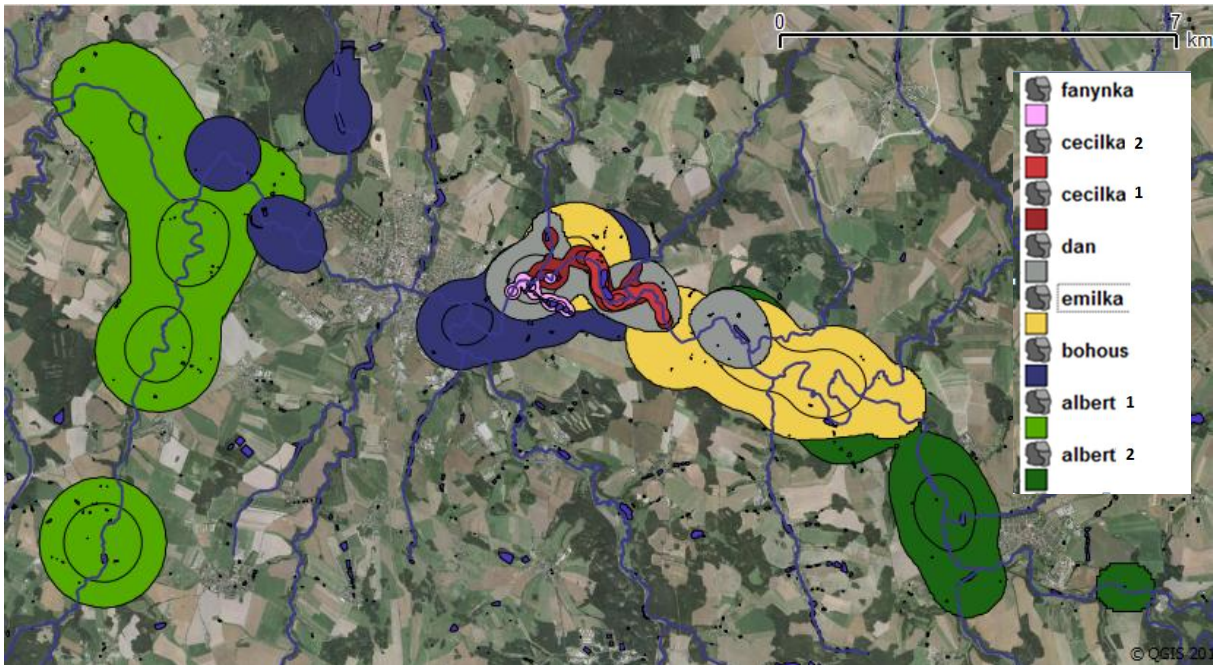 0 7
km
fanynka
cecilka 2
cecilka 1
dan
emilka
bohous
albert 1
albert 2
© QGIS 201